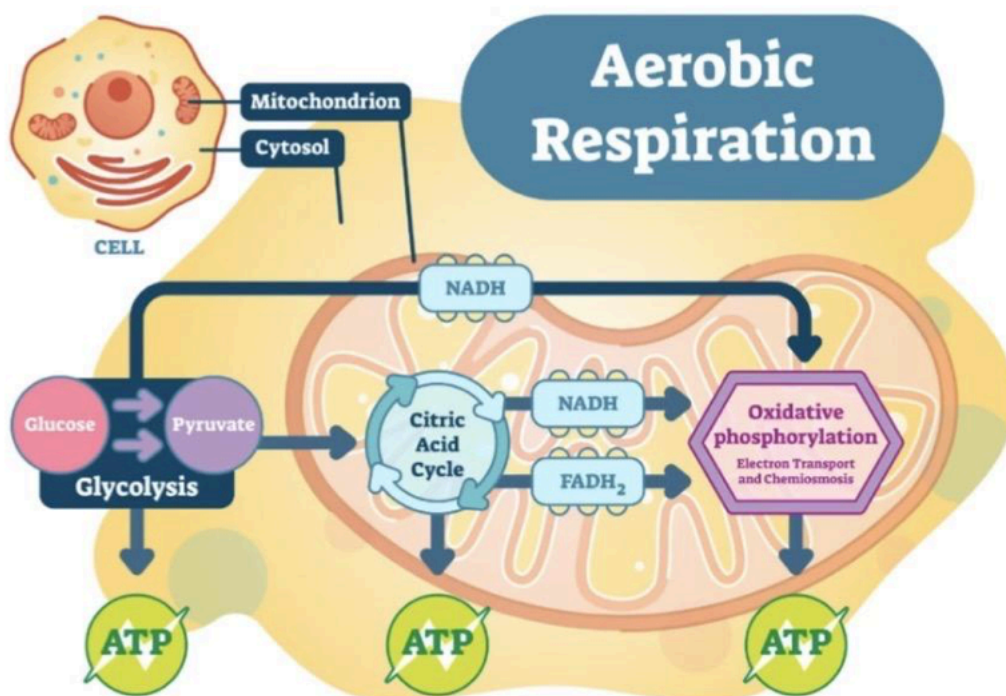 Aerobic
Respiration
Mitochondrion
Cytosol
CELL
NADH
Glucose
Pyruvate
Glycolysis
Citric
Acid
Cycle
NADH
FADH₂
Oxidative
phosphorylation
Electron Transport
and Chemiosmosis
ATP
ATP
ATP